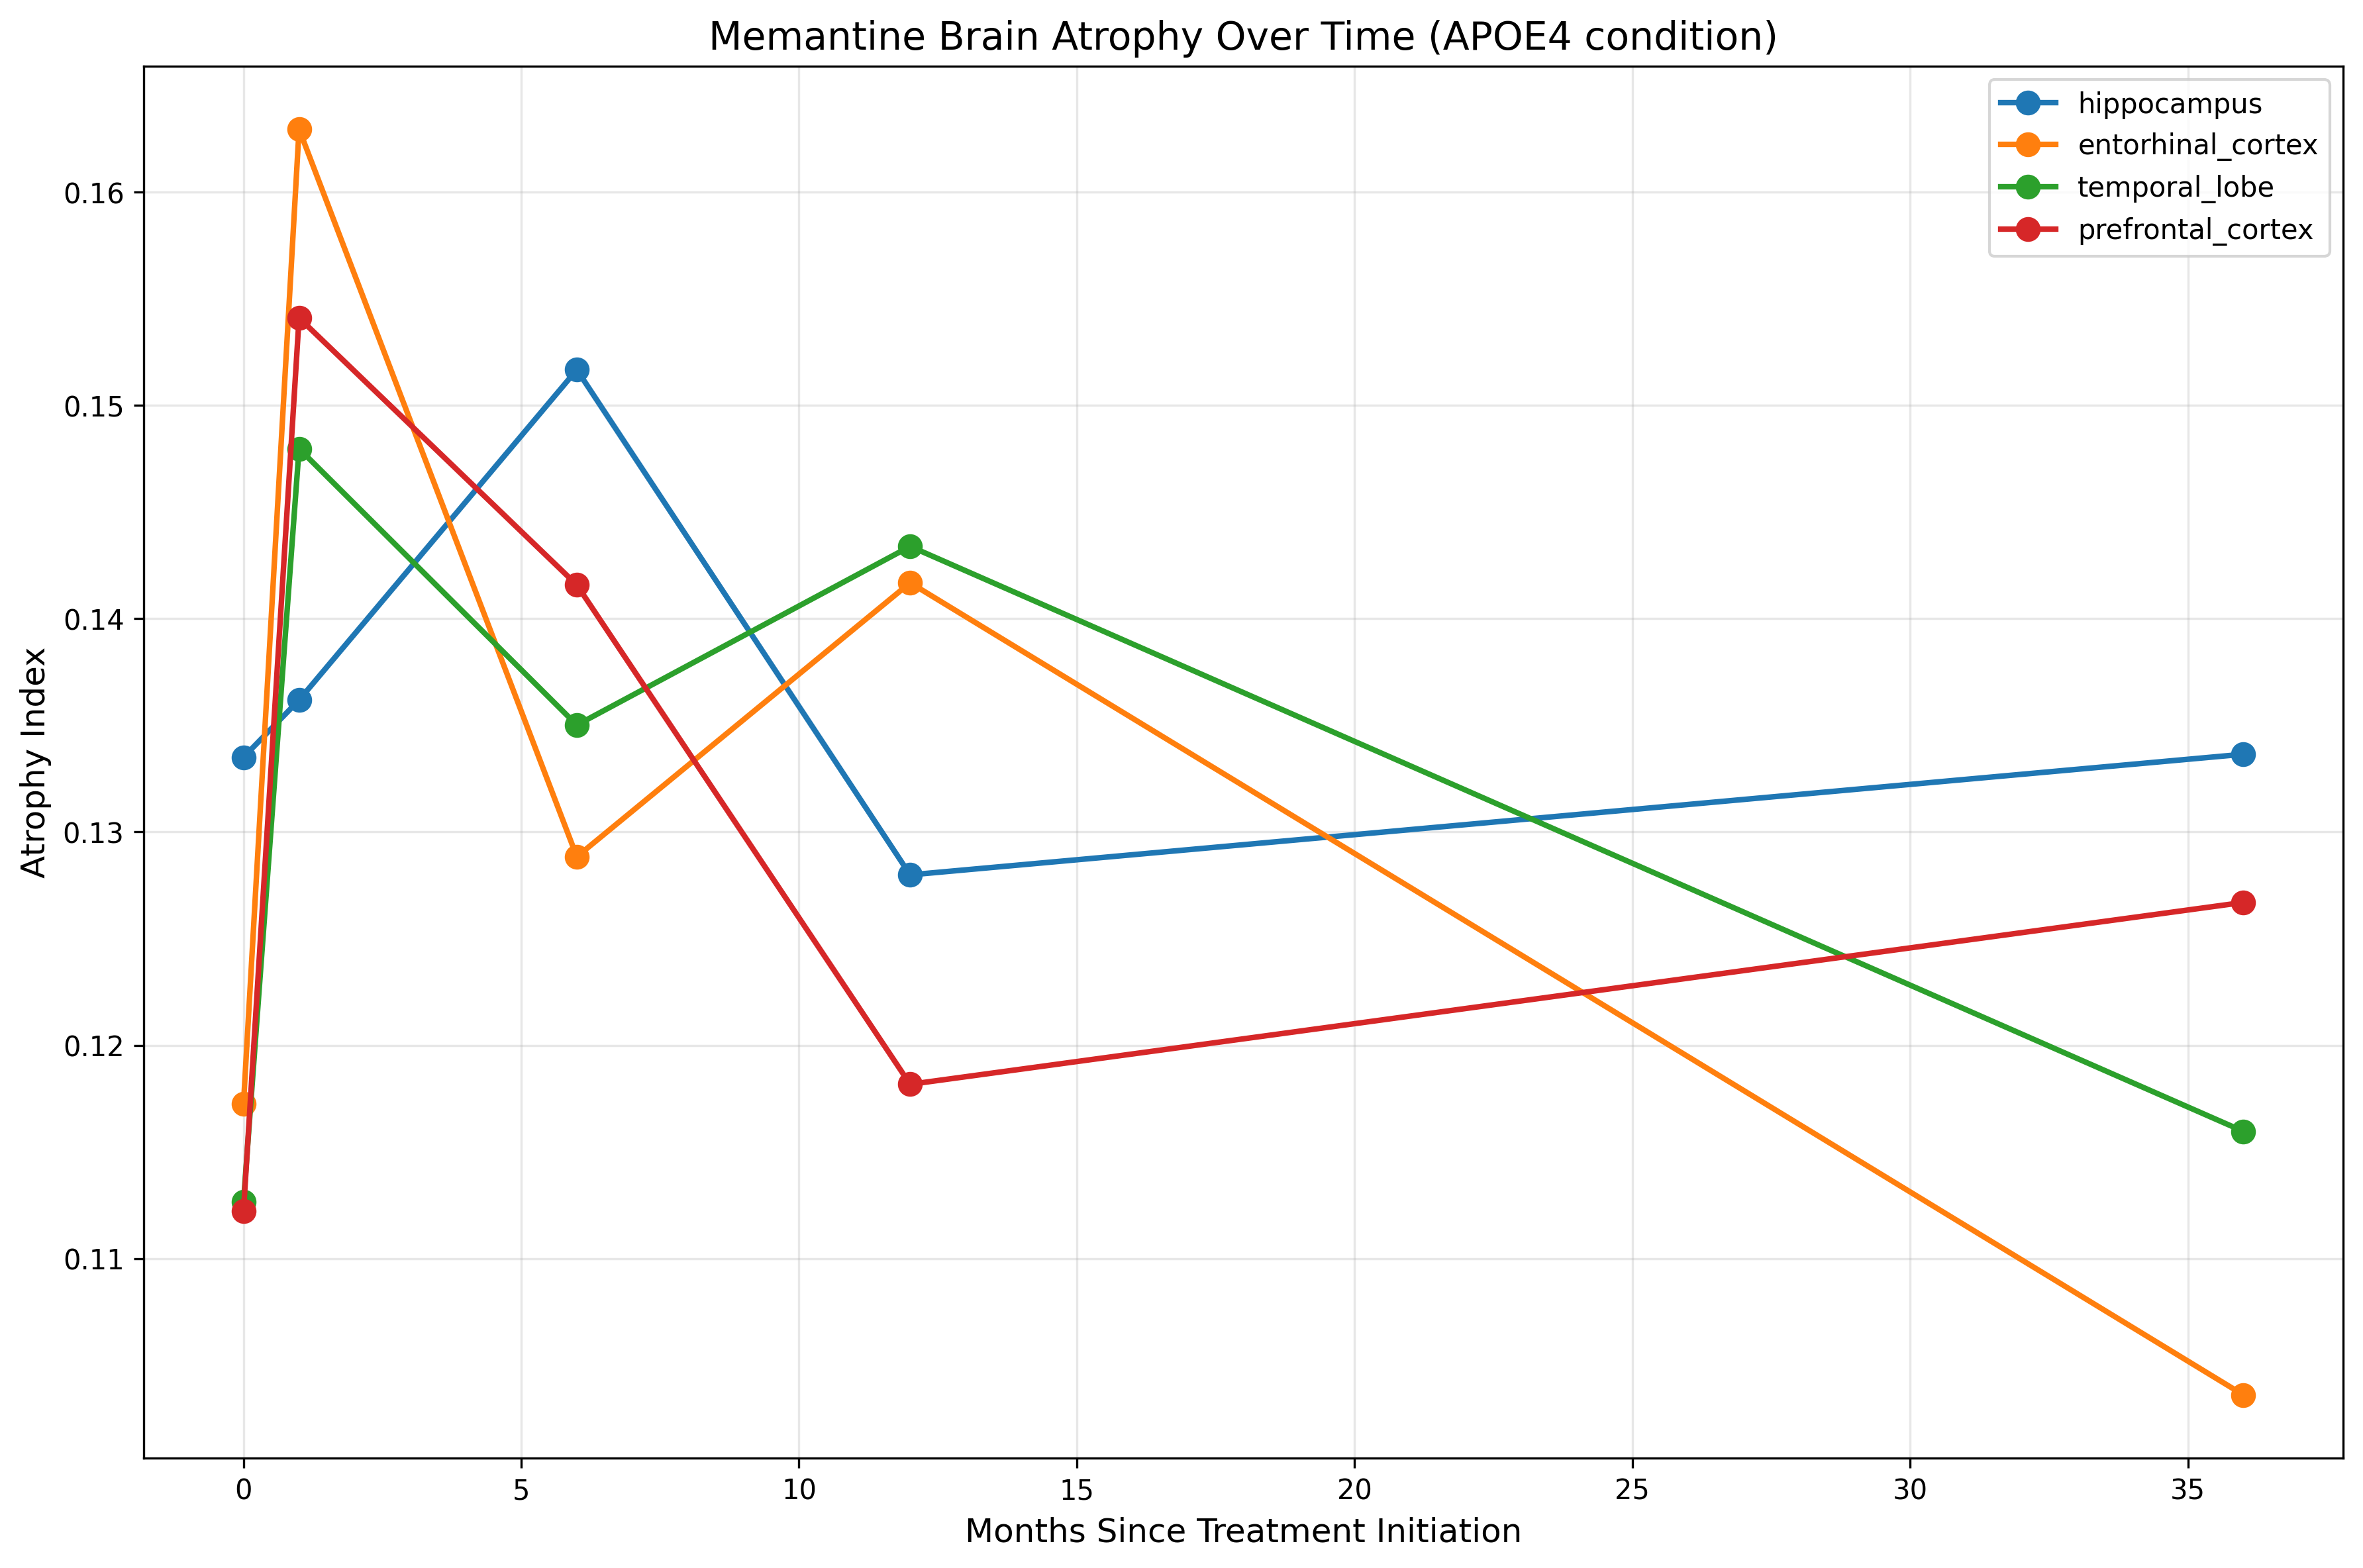 Memantine Brain Atrophy Over Time (APOE4 condition)
hippocampus
entorhinal_cortex
temporal_lobe
prefrontal_cortex
Atrophy Index
0.16
0.15
0.14
0.13
0.12
0.11
0 5 10 15 20 25 30 35
Months Since Treatment Initiation